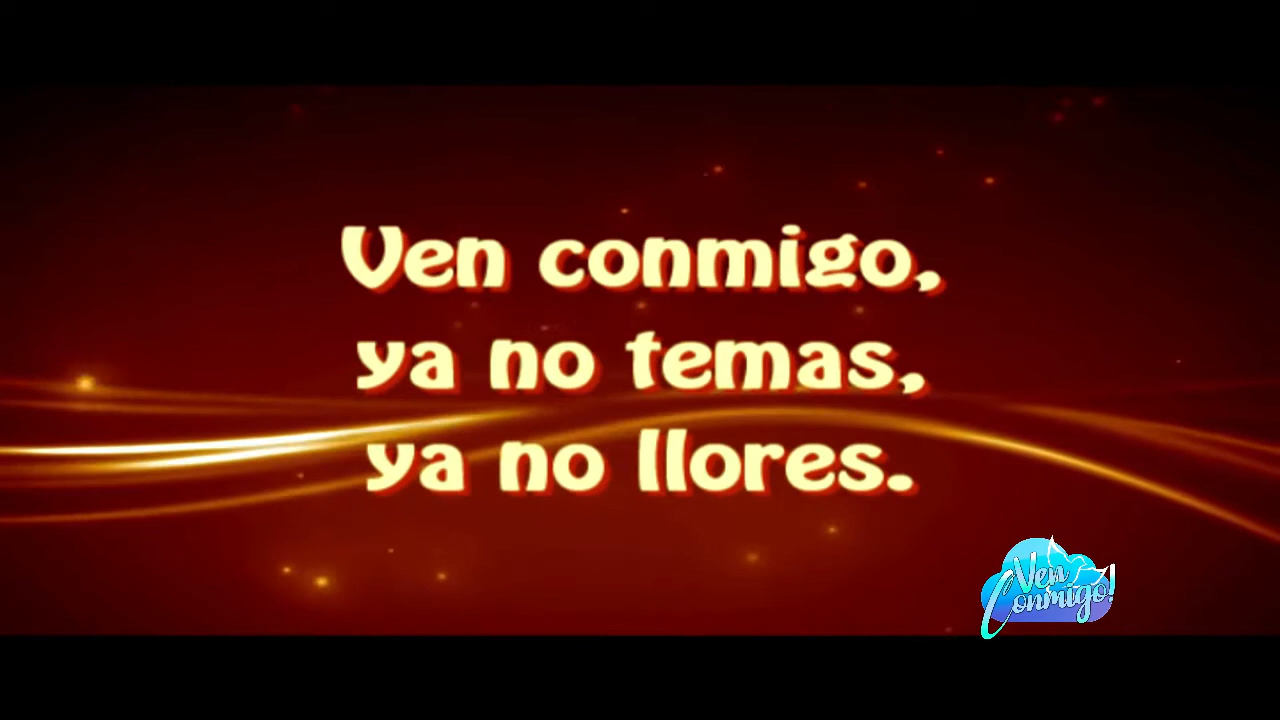 Ven conmigo,
ya no temas,
ya no llores.
Ven
Conmigo!